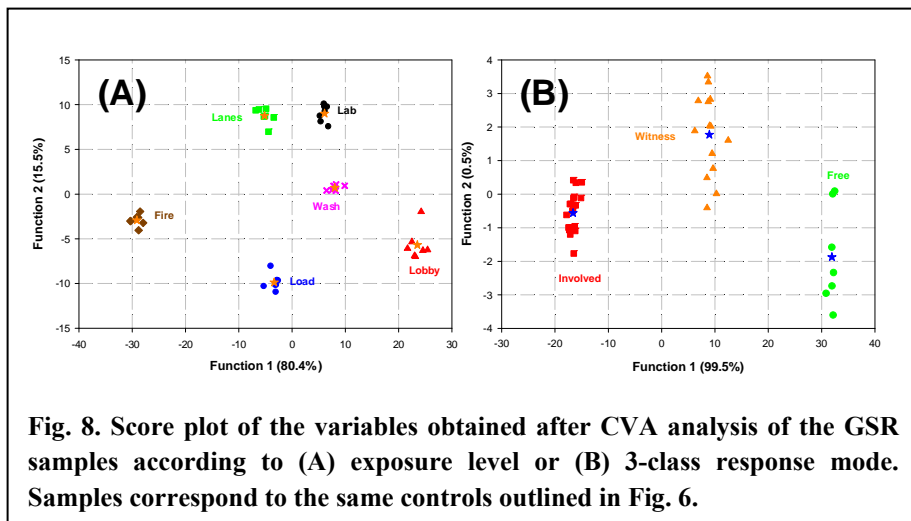 (A)
15
10
5
0
-5
-10
-15
Function 2 (15.5%)
Lanes
Lab
Wash
Fire
Load
Lobby
-40 -30 -20 -10 0 10 20 30
Function 1 (80.4%)
(B)
4
3
2
1
0
-1
-2
-3
-4
Function 2 (0.5%)
Witness
Free
Involved
-30 -20 -10 0 10 20 30 40
Function 1 (99.5%)
Fig. 8. Score plot of the variables obtained after CVA analysis of the GSR
samples according to (A) exposure level or (B) 3-class response mode.
Samples correspond to the same controls outlined in Fig. 6.